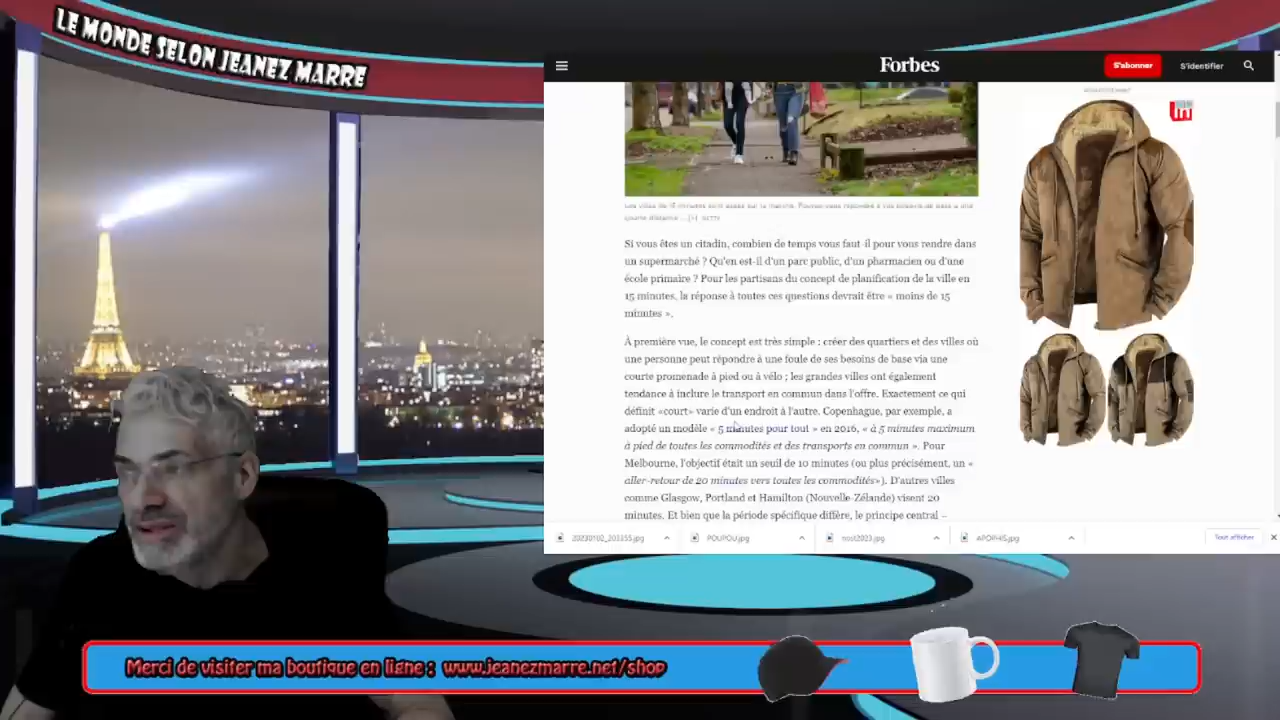 LE MONDE SELON JEANEZ MARRE
Forbes
S'abonner
S'identifier
Si vous êtes un citadin, combien de temps vous faut-il pour vous rendre dans
un supermarché ? Qu'en est-il d'un parc public, d'un pharmacien ou d'une
école primaire ? Pour les partisans du concept de planification de la ville en
15 minutes, la réponse à toutes ces questions devrait être « moins de 15
minutes ».
À première vue, le concept est très simple : créer des quartiers et des villes où
une personne peut répondre à une foule de ses besoins de base via une
courte promenade à pied ou à vélo ; les grandes villes ont également
tendance à inclure le transport en commun dans l'offre. Exactement ce qui
définit «court» varie d'un endroit à l'autre. Copenhague, par exemple, a
adopté un modèle « 5 minutes pour tout » en 2016, « à 5 minutes maximum
à pied de toutes les commodités et des transports en commun ». Pour
Melbourne, l'objectif était un seuil de 10 minutes (ou plus précisément, un «
aller-retour de 20 minutes vers toutes les commodités»). D'autres villes
comme Glasgow, Portland et Hamilton (Nouvelle-Zélande) visent 20
minutes. Et bien que la période spécifique diffère, le principe central –
20230102_203355.jpg
POUPOU.jpg
nost2023.jpg
APOPHIS.jpg
Tout afficher
Merci de visiter ma boutique en ligne : www.jeanezmarre.net/shop